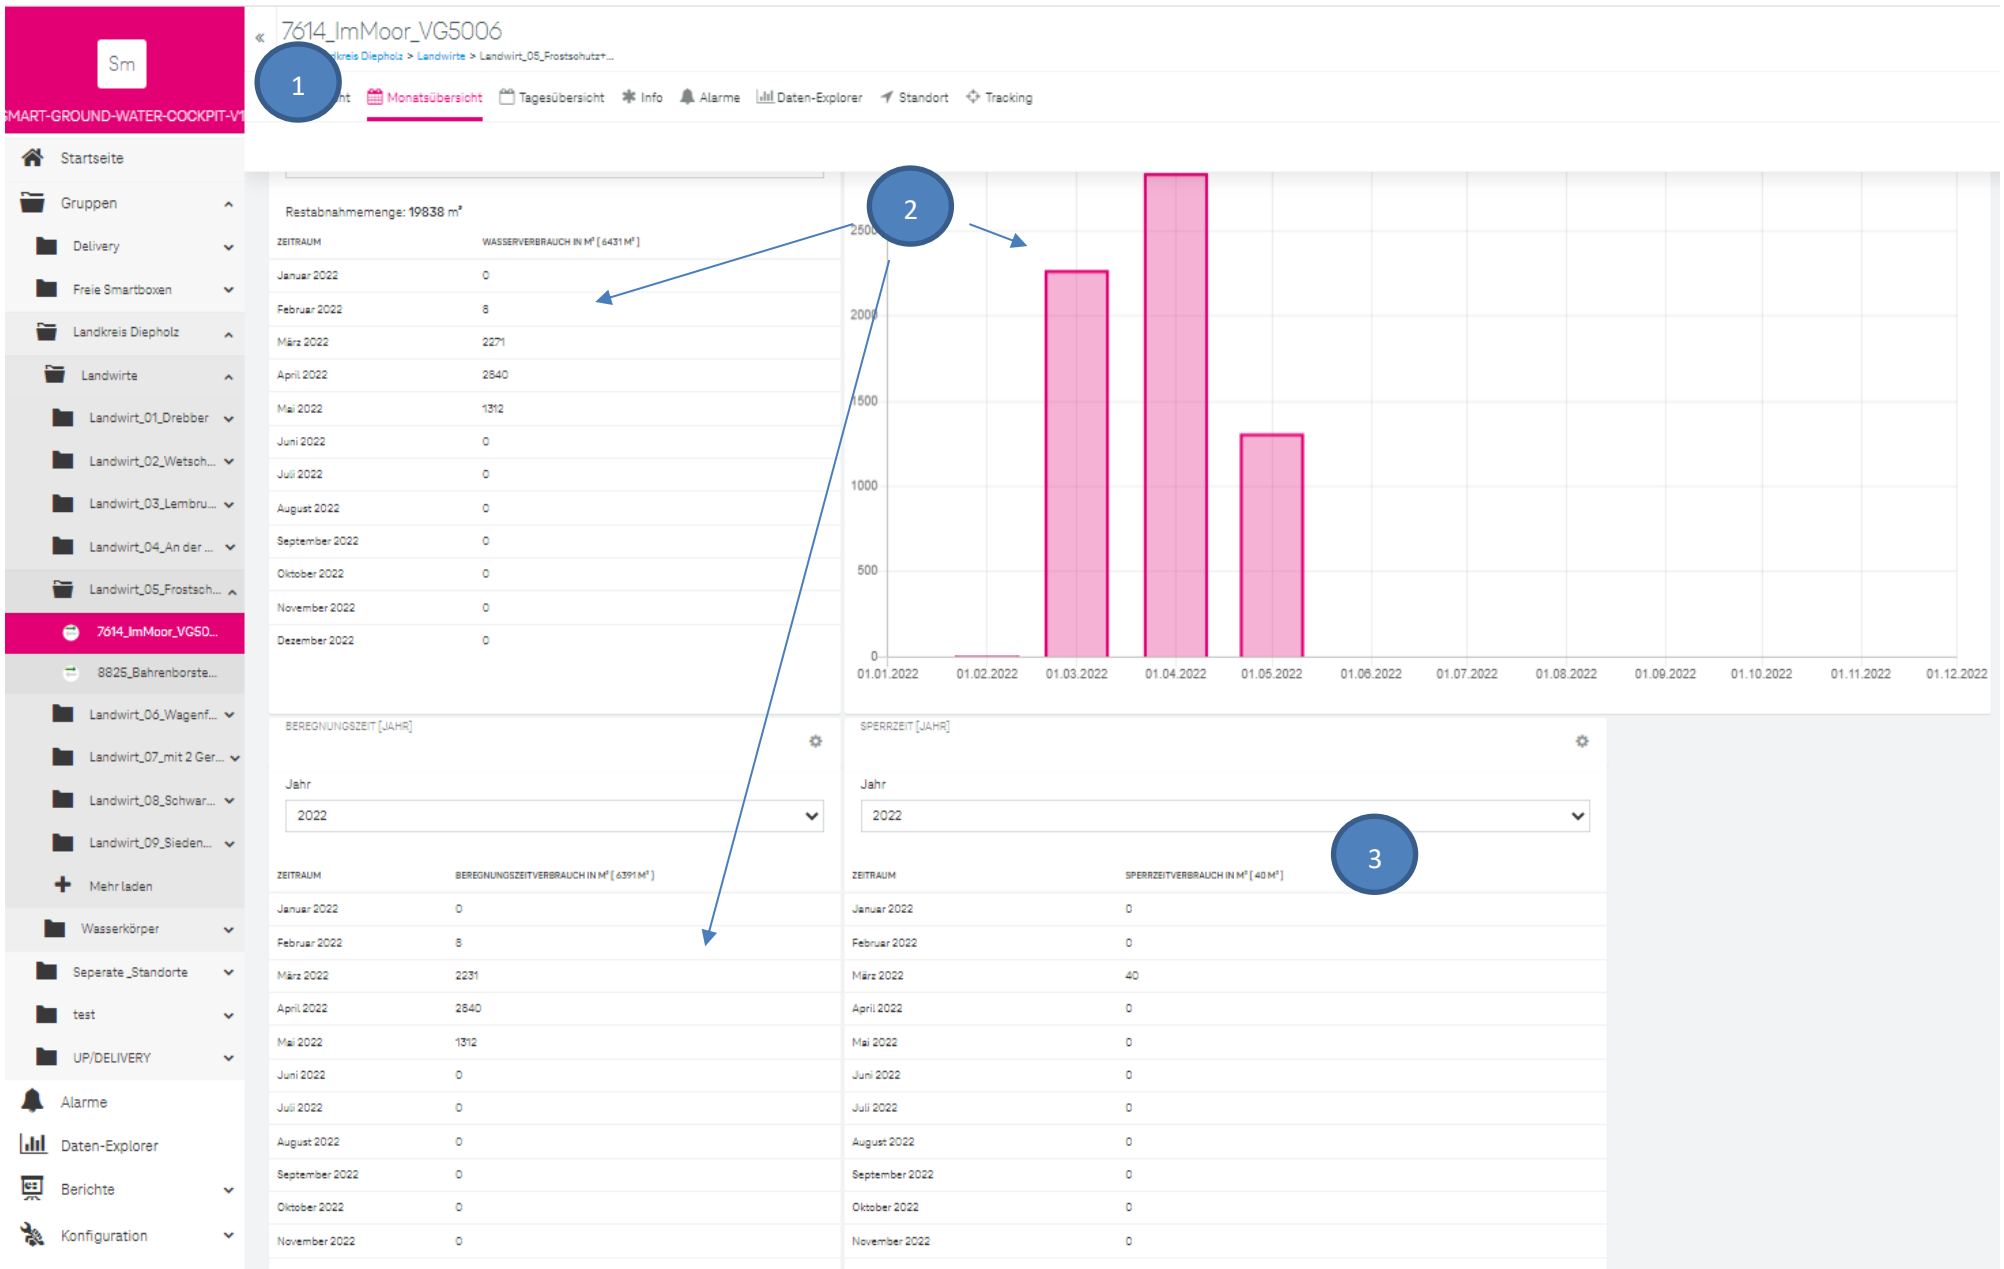 Sm
SMART-GROUND-WATER-COCKPIT-V1
Startseite
Gruppen
Delivery
Freie Smartboxen
Landkreis Diepholz
Landwirte
Landwirt_01_Drebber
Landwirt_02_Wetsch...
Landwirt_03_Lembru...
Landwirt_04_An der ...
Landwirt_05_Frostsch...
7614_ImMoor_VG50...
8825_Bahrenborste...
Landwirt_06_Wagenf...
Landwirt_07_mit 2 Ger...
Landwirt_08_Schwar...
Landwirt_09_Sieden...
Mehr laden
Wasserkörper
Seperate_Standorte
test
UP/DELIVERY
Alarme
Daten-Explorer
Berichte
Konfiguration
« 7614_ImMoor_VG5006
dkreis Diepholz > Landwirte > Landwirt_05_Frostschutz+...
1
ht Monatsübersicht Tagesübersicht Info Alarme Daten-Explorer Standort Tracking
2
Restabnahmemenge: 19838 m³
ZEITRAUM WASSERVERBRAUCH IN M³ [ 6431 M³ ]
Januar 2022 0
Februar 2022 8
März 2022 2271
April 2022 2840
Mai 2022 1312
Juni 2022 0
Juli 2022 0
August 2022 0
September 2022 0
Oktober 2022 0
November 2022 0
Dezember 2022 0
2500
2000
1500
1000
500
0
01.01.2022 01.02.2022 01.03.2022 01.04.2022 01.05.2022 01.06.2022 01.07.2022 01.08.2022 01.09.2022 01.10.2022 01.11.2022 01.12.2022
BEREGNUNGSZEIT [JAHR]
Jahr
2022
ZEITRAUM BEREGNUNGSZEITVERBRAUCH IN M³ [ 6391 M³ ]
Januar 2022 0
Februar 2022 8
März 2022 2231
April 2022 2840
Mai 2022 1312
Juni 2022 0
Juli 2022 0
August 2022 0
September 2022 0
Oktober 2022 0
November 2022 0
SPERRZEIT [JAHR]
Jahr
2022
3
ZEITRAUM SPERRZEITVERBRAUCH IN M³ [ 40 M³ ]
Januar 2022 0
Februar 2022 0
März 2022 40
April 2022 0
Mai 2022 0
Juni 2022 0
Juli 2022 0
August 2022 0
September 2022 0
Oktober 2022 0
November 2022 0